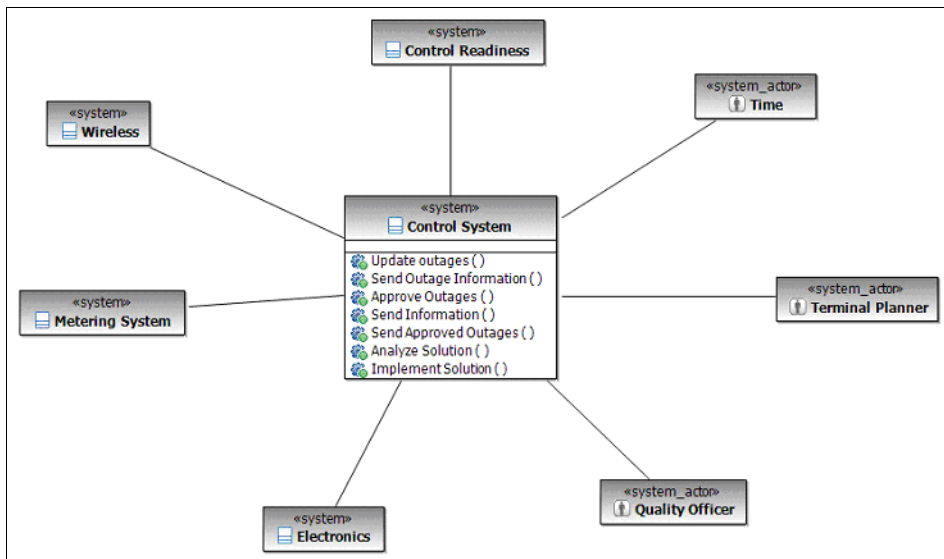 «system»
Control Readiness
«system_actor»
Time
«system»
Wireless
«system»
Control System
Update outages ( )
Send Outage Information ( )
Approve Outages ( )
Send Information ( )
Send Approved Outages ( )
Analyze Solution ( )
Implement Solution ( )
«system_actor»
Terminal Planner
«system»
Metering System
«system_actor»
Quality Officer
«system»
Electronics